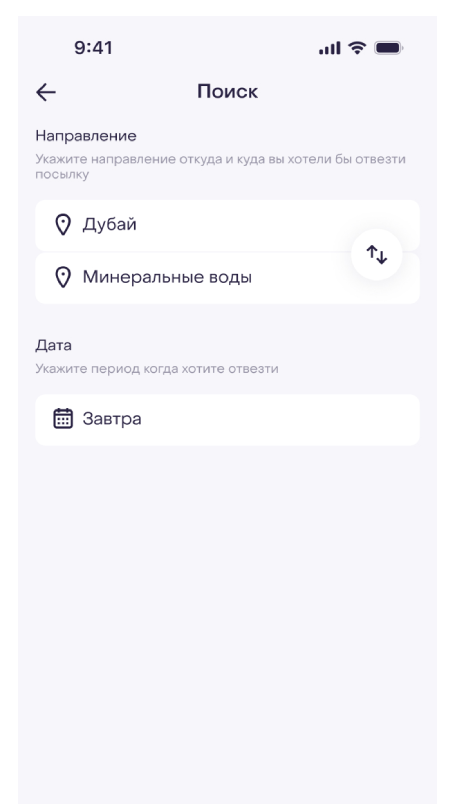 9:41
Поиск
Направление
Укажите направление откуда и куда вы хотели бы отвезти
посылку
Дубай
Минеральные воды
Дата
Укажите период когда хотите отвезти
Завтра